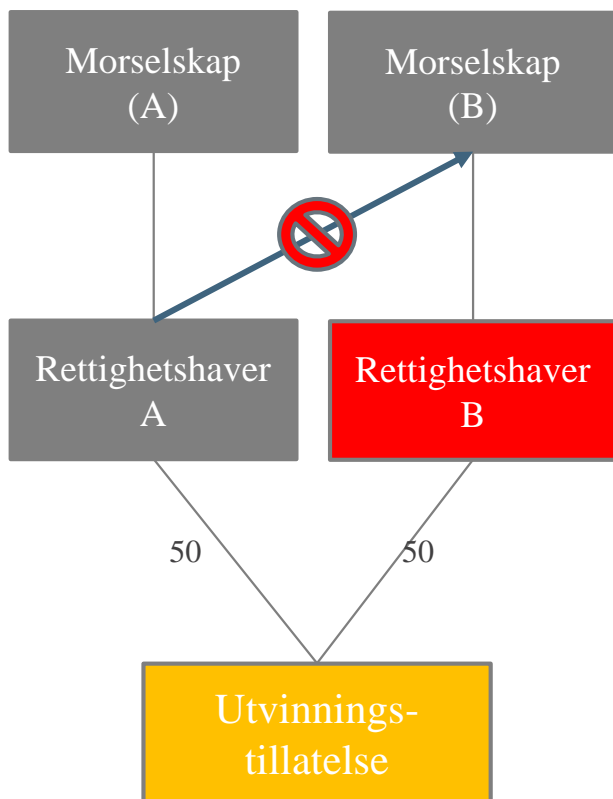 Morselskap
(A)
Morselskap
(B)
Rettighetshaver
A
Rettighetshaver
B
50
50
Utvinnings-
tillatelse